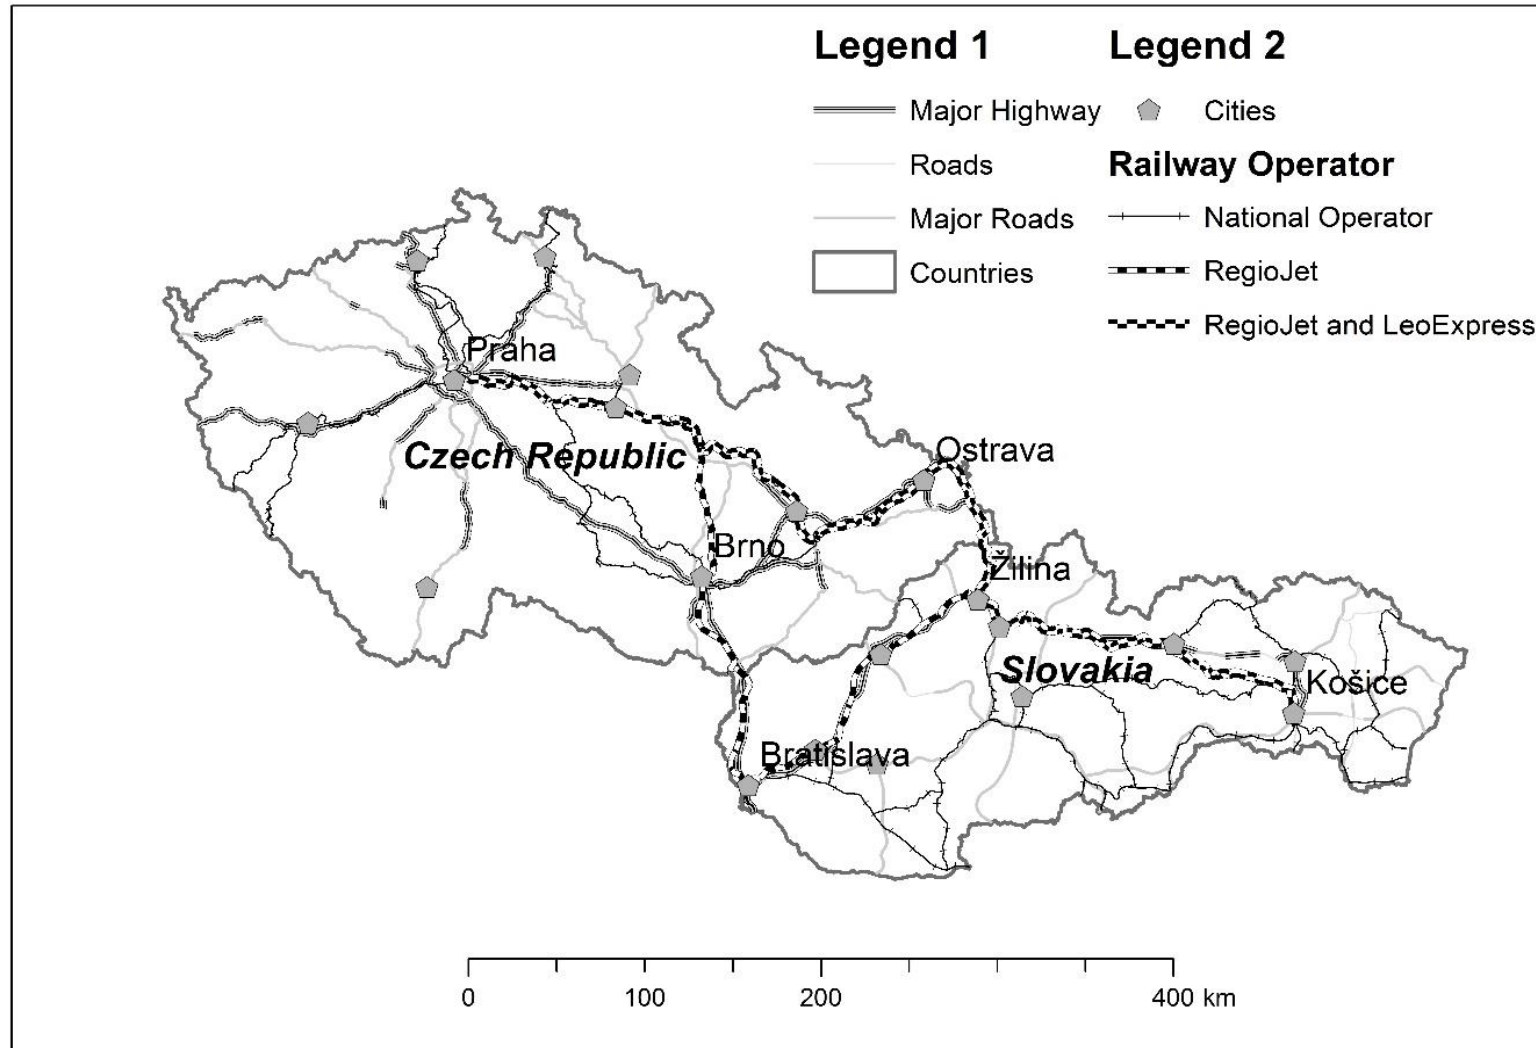 Legend 1
Legend 2
Major Highway
Cities
Roads
Railway Operator
Major Roads
National Operator
Countries
RegioJet
RegioJet and LeoExpress
Praha
Czech Republic
Ostrava
Brno
Žilina
Slovakia
Košice
Bratislava
0 100 200 400 km